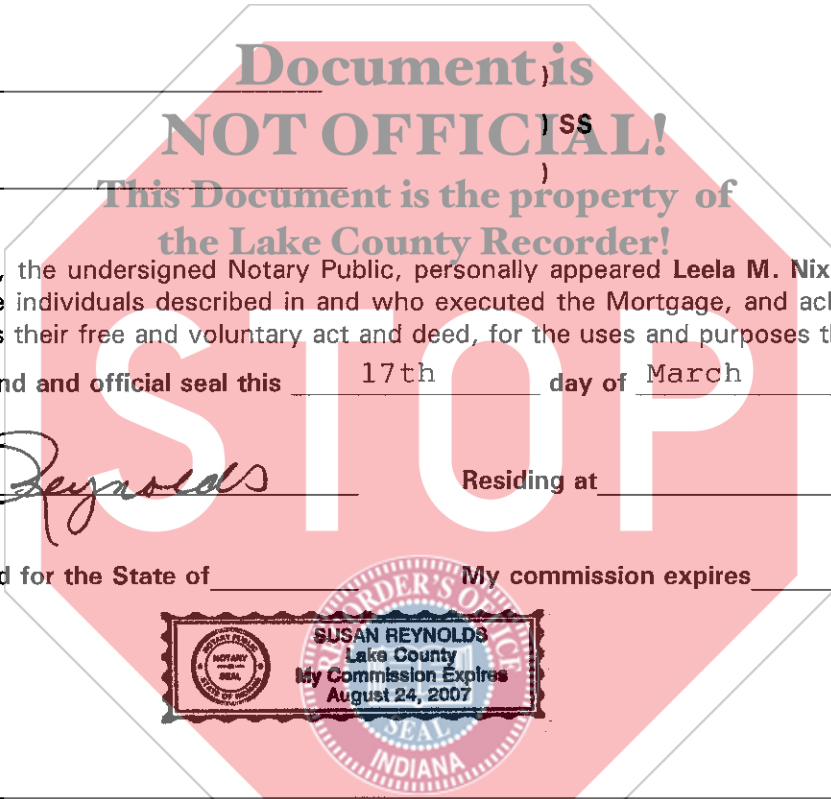 Document is
)
NOT OFFICIAL!
) SS
)
This Document is the property of
the Lake County Recorder!
, the undersigned Notary Public, personally appeared Leela M. Nix
individuals described in and who executed the Mortgage, and
their free and voluntary act and deed, for the uses and purposes
and official seal this 17th day of March
STOP
Reynolds
Residing at
for the State of
My commission expires
RECORDER'S OFFICE
SUSAN REYNOLDS
Lake County
My Commission Expires
August 24, 2007
NOTARY PUBLIC
NOTARY
SEAL
STATE OF INDIANA
SEAL
INDIANA